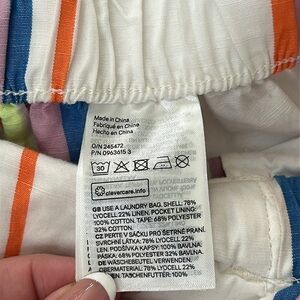 Made in China
Fabriqué en Chine
Hecho en China
O/N 245472
P/N 0963615 3
30
clevercare.info
GB USE A LAUNDRY BAG. SHELL: 78%
LYOCELL 22% LINEN. POCKET LINING:
100% COTTON. TAPE: 68% POLYESTER
32% COTTON.
CZ PERTE V SÁČKU PRO ŠETRNÉ PRANÍ.
SVRCHNÍ LÁTKA: 78% LYOCELL 22%
LEN. PODŠÍVKA KAPSY: 100% BAVLNA.
PÁSKA: 68% POLYESTER 32% BAVLNA.
DE WÄSCHEBEUTEL VERWENDEN.
OBERMATERIAL: 78% LYOCELL 22%
LEINEN. TASCHENFUTTER: 100%